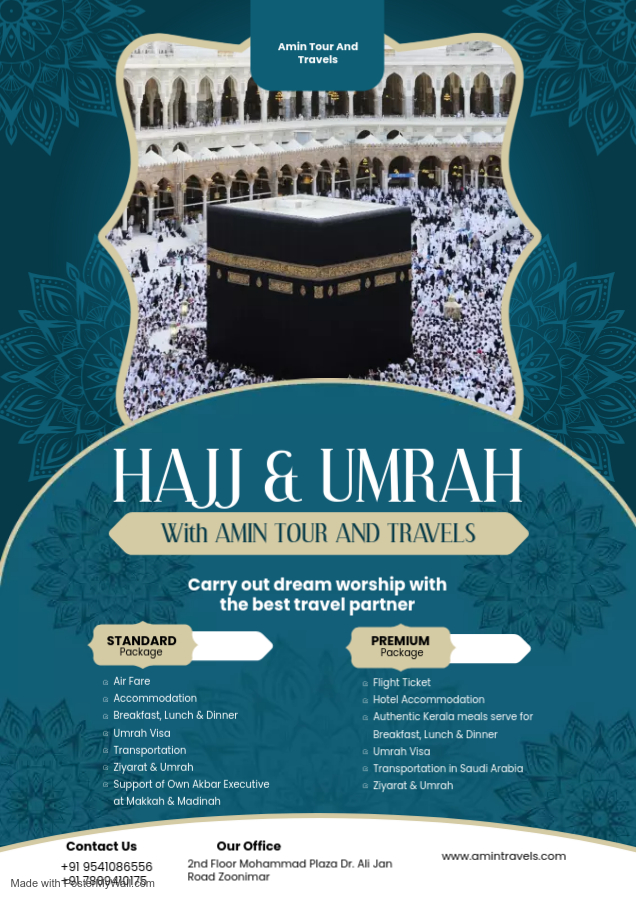 Amin Tour And
Travels
HAJJ & UMRAH
With AMIN TOUR AND TRAVELS
Carry out dream worship with
the best travel partner
STANDARD
Package
Air Fare
Accommodation
Breakfast, Lunch & Dinner
Umrah Visa
Transportation
Ziyarat & Umrah
Support of Own Akbar Executive
at Makkah & Madinah
PREMIUM
Package
Flight Ticket
Hotel Accommodation
Authentic Kerala meals serve for
Breakfast, Lunch & Dinner
Umrah Visa
Transportation in Saudi Arabia
Ziyarat & Umrah
Contact Us
+91 9541086556
Our Office
2nd Floor Mohammad Plaza Dr. Ali Jan
Road Zoonimar
www.amintravels.com
Made with PosterMyWall.com